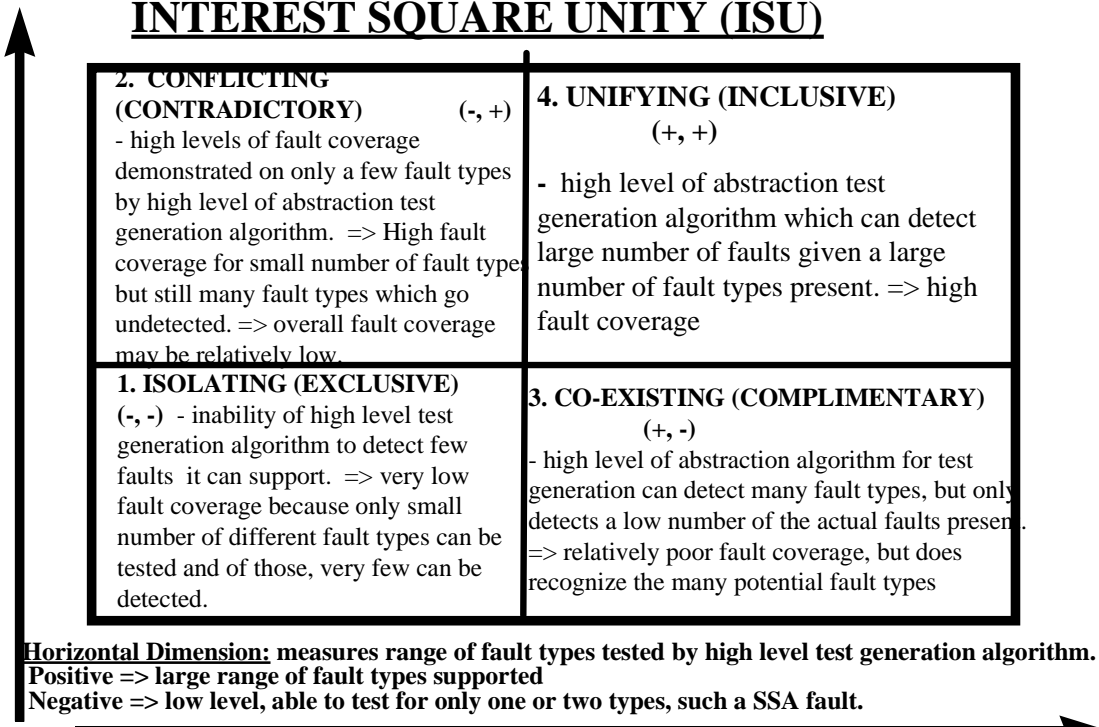 INTEREST SQUARE UNITY (ISU)
2. CONFLICTING
(CONTRADICTORY) (-, +)
- high levels of fault coverage
demonstrated on only a few fault types
by high level of abstraction test
generation algorithm. => High fault
coverage for small number of fault types
but still many fault types which go
undetected. => overall fault coverage
may be relatively low.
4. UNIFYING (INCLUSIVE)
(+, +)
- high level of abstraction test
generation algorithm which can detect
large number of faults given a large
number of fault types present. => high
fault coverage
1. ISOLATING (EXCLUSIVE)
(-, -) - inability of high level test
generation algorithm to detect few
faults it can support. => very low
fault coverage because only small
number of different fault types can be
tested and of those, very few can be
detected.
3. CO-EXISTING (COMPLIMENTARY)
(+, -)
- high level of abstraction algorithm for test
generation can detect many fault types, but only
detects a low number of the actual faults present.
=> relatively poor fault coverage, but does
recognize the many potential fault types
Horizontal Dimension: measures range of fault types tested by high level test generation algorithm.
Positive => large range of fault types supported
Negative => low level, able to test for only one or two types, such a SSA fault.